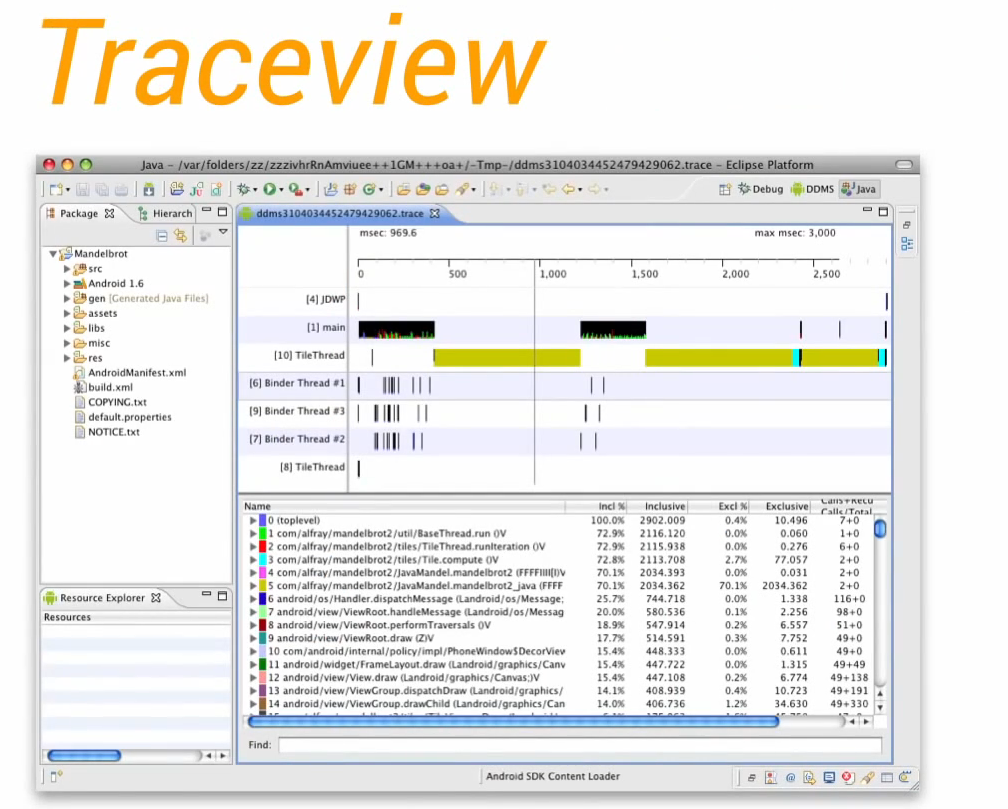 Traceview
Java - /var/folders/zz/zzzivhrRnAmviuee++1GM+++oa+/-Tmp-/ddms3104034452479429062.trace - Eclipse Platform
Debug DDMS Java
Package Hierarch
Mandelbrot
src
Android 1.6
gen [Generated Java Files]
assets
libs
misc
res
AndroidManifest.xml
build.xml
COPYING.txt
default.properties
NOTICE.txt
Resource Explorer
Resources
ddms3104034452479429062.trace
msec: 969.6 max msec: 3,000
0 500 1,000 1,500 2,000 2,500
[4] JDWP
[1] main
[10] TileThread
[6] Binder Thread #1
[9] Binder Thread #3
[7] Binder Thread #2
[8] TileThread
Name Incl % Inclusive Excl % Exclusive Calls+Recu
Calls/Total
0 (toplevel) 100.0% 2902.009 0.4% 10.496 7+0
1 com/alfray/mandelbrot2/util/BaseThread.run ()V 72.9% 2116.120 0.0% 0.060 1+0
2 com/alfray/mandelbrot2/tiles/TileThread.runIteration ()V 72.9% 2115.938 0.0% 0.276 6+0
3 com/alfray/mandelbrot2/tiles/Tile.compute ()V 72.8% 2113.708 2.7% 77.057 2+0
4 com/alfray/mandelbrot2/JavaMandel.mandelbrot2 (FFFFIIII[I)V 70.1% 2034.393 0.0% 0.031 2+0
5 com/alfray/mandelbrot2/JavaMandel.mandelbrot2_java (FFFF 70.1% 2034.362 70.1% 2034.362 2+0
6 android/os/Handler.dispatchMessage (Landroid/os/Message; 25.7% 744.718 0.0% 1.338 116+0
7 android/view/ViewRoot.handleMessage (Landroid/os/Messag 20.0% 580.536 0.1% 2.256 98+0
8 android/view/ViewRoot.performTraversals ()V 18.9% 547.914 0.2% 6.557 51+0
9 android/view/ViewRoot.draw (Z)V 17.7% 514.591 0.3% 7.752 49+0
10 com/android/internal/policy/impl/PhoneWindow$DecorView 15.4% 448.333 0.0% 0.611 49+0
11 android/widget/FrameLayout.draw (Landroid/graphics/Canv 15.4% 447.722 0.0% 1.315 49+49
12 android/view/View.draw (Landroid/graphics/Canvas;)V 15.4% 447.108 0.2% 6.774 49+138
13 android/view/ViewGroup.dispatchDraw (Landroid/graphics/ 14.1% 408.939 0.4% 10.723 49+191
14 android/view/ViewGroup.drawChild (Landroid/graphics/Can 14.0% 406.736 1.2% 34.630 49+330
Find:
Android SDK Content Loader